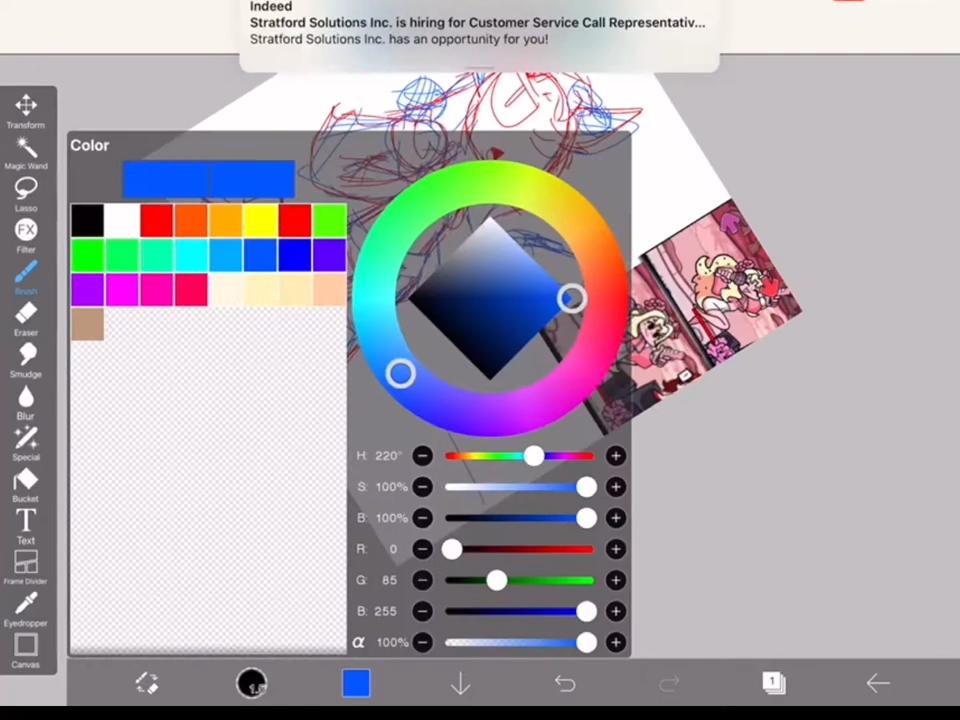 Indeed
Stratford Solutions Inc. is hiring for Customer Service Call Representativ...
Stratford Solutions Inc. has an opportunity for you!
Transform
Magic Wand
Lasso
FX
Filter
Brush
Eraser
Smudge
Blur
Special
Bucket
T
Text
Frame Divider
Eyedropper
Canvas
Color
H: 220°
S: 100%
B: 100%
R: 0
G: 85
B: 255
α 100%
1